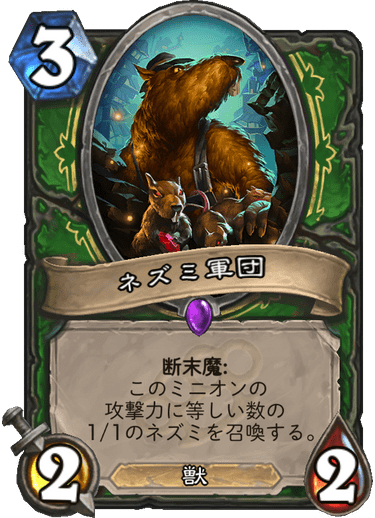 3
ネズミ軍団
断末魔:
このミニオンの
攻撃力に等しい数の
1/1のネズミを召喚する。
2
獣
2